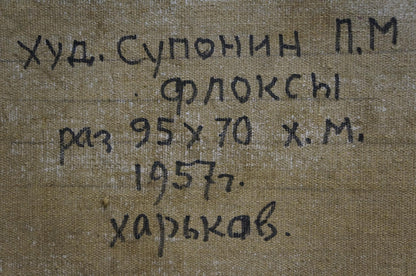 худ. Супонин П.М
флоксы
раз 95х70 х.м.
1957г.
харьков.